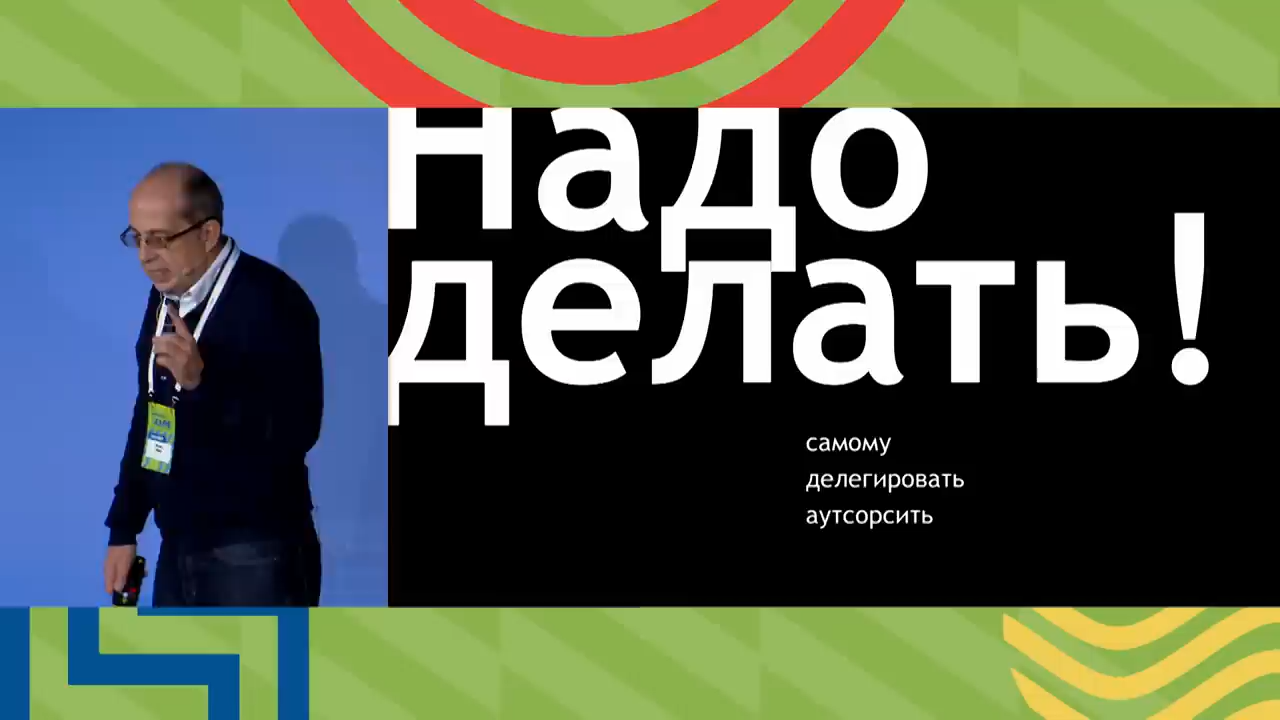 Надо
делать!
самому
делегировать
аутсорсить